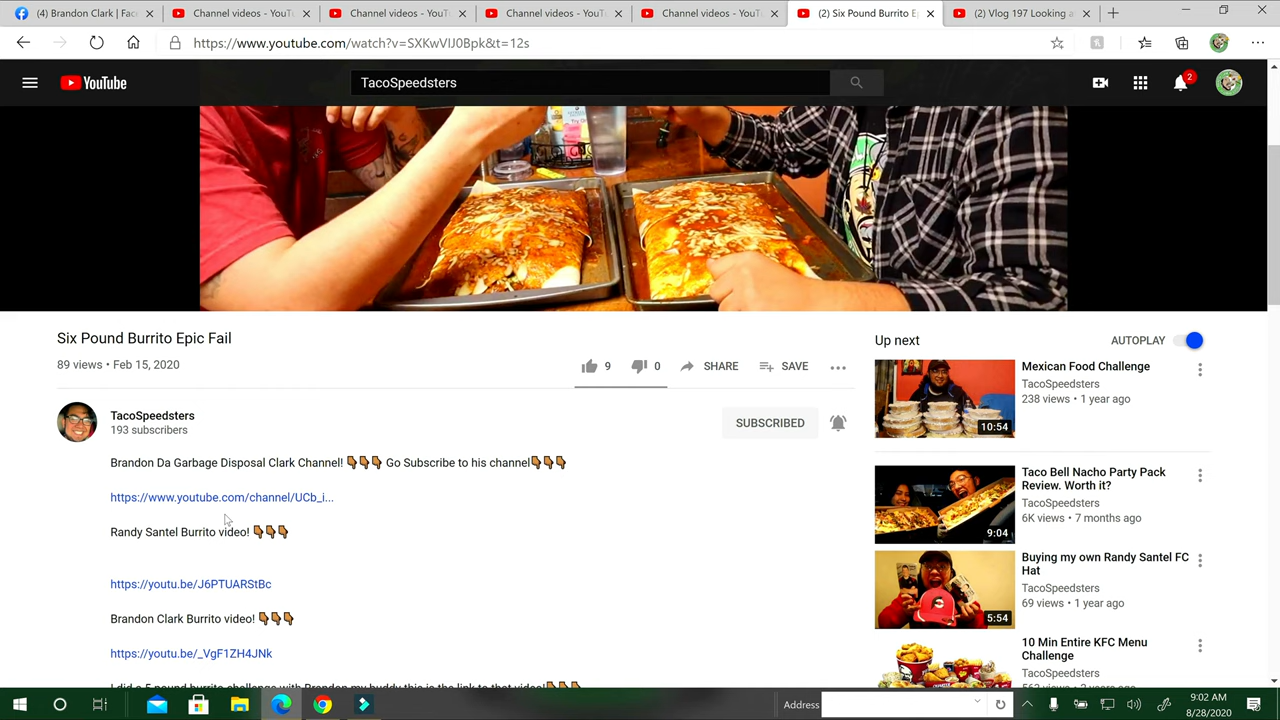 (4) Brandon Clark | Fac
Channel videos - YouTu
Channel videos - YouTu
Channel videos - YouTu
Channel videos - YouTu
(2) Six Pound Burrito E
(2) Vlog 197 Looking a
https://www.youtube.com/watch?v=SXKwVIJ0Bpk&t=12s
YouTube
TacoSpeedsters
2
Six Pound Burrito Epic Fail
89 views • Feb 15, 2020
9
0
SHARE
SAVE
TacoSpeedsters
193 subscribers
SUBSCRIBED
Brandon Da Garbage Disposal Clark Channel! 👇🏾👇🏾👇🏾 Go Subscribe to his channel👇🏾👇🏾👇🏾
https://www.youtube.com/channel/UCb_i...
Randy Santel Burrito video! 👇🏾👇🏾👇🏾
https://youtu.be/J6PTUARStBc
Brandon Clark Burrito video! 👇🏾👇🏾👇🏾
https://youtu.be/_VgF1ZH4JNk
Up next
AUTOPLAY
Mexican Food Challenge
TacoSpeedsters
238 views • 1 year ago
10:54
Taco Bell Nacho Party Pack
Review. Worth it?
TacoSpeedsters
6K views • 7 months ago
9:04
Buying my own Randy Santel FC
Hat
TacoSpeedsters
69 views • 1 year ago
5:54
10 Min Entire KFC Menu
Challenge
TacoSpeedsters
Address
9:02 AM
8/28/2020